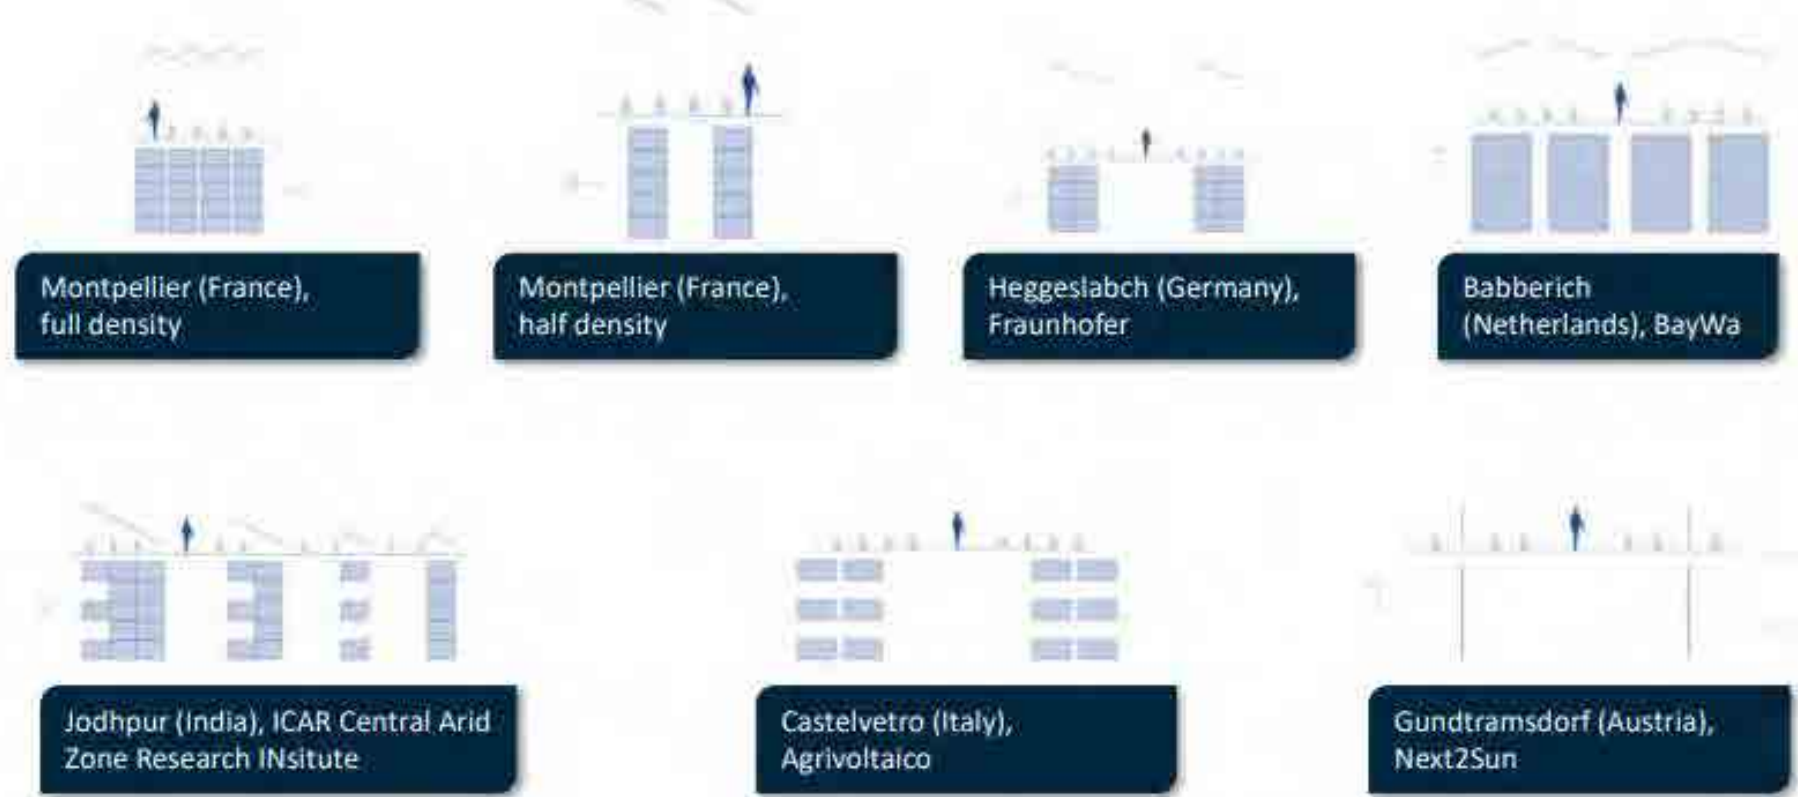 Montpellier (France),
full density
Montpellier (France),
half density
Heggeslabch (Germany),
Fraunhofer
Babberich
(Netherlands), BayWa
Jodhpur (India), ICAR Central Arid
Zone Research INsitute
Castelvetro (Italy),
Agrivoltaico
Gundtramsdorf (Austria),
Next2Sun